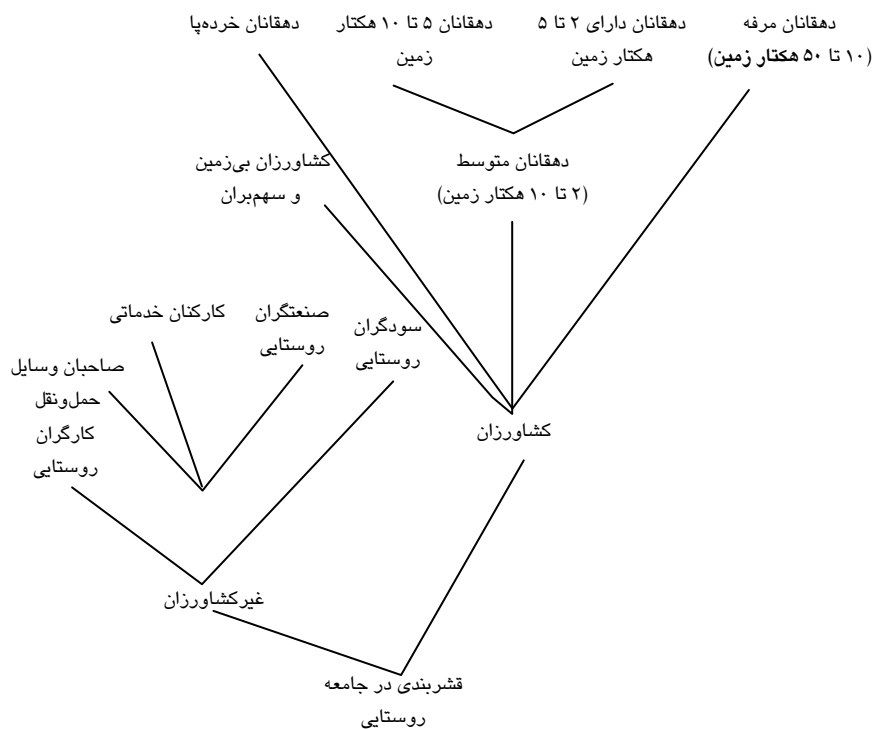 دهقانان مرفه
(۱۰ تا ۵۰ هکتار زمین)
دهقانان دارای ۲ تا ۵
هکتار زمین
دهقانان ۵ تا ۱۰ هکتار
زمین
دهقانان خرده‌پا
دهقانان متوسط
(۲ تا ۱۰ هکتار زمین)
کشاورزان بی‌زمین
و سهم‌بران
سودگران
روستایی
صنعتگران
روستایی
کارکنان خدماتی
صاحبان وسایل
حمل‌ونقل
کارگران
روستایی
کشاورزان
غیرکشاورزان
قشربندی در جامعه
روستایی